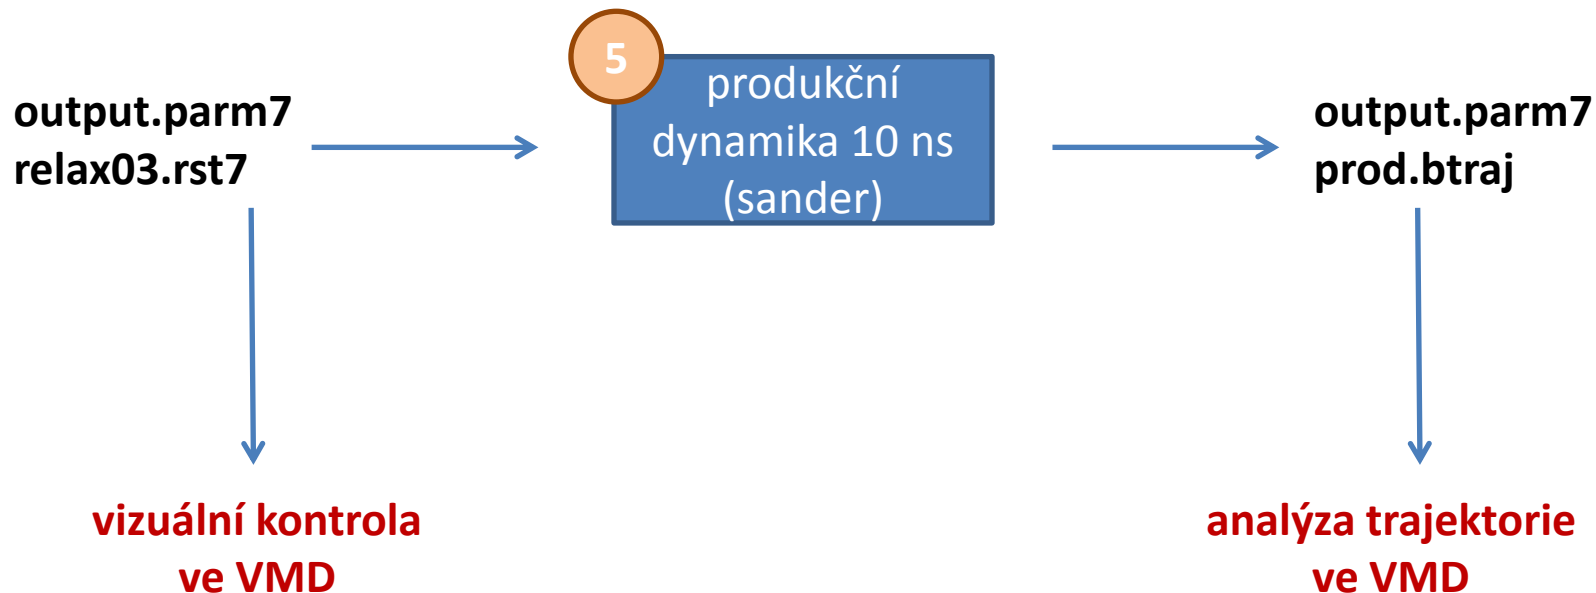 output.parm7
relax03.rst7
5
produkční
dynamika 10 ns
(sander)
output.parm7
prod.btraj
vizuální kontrola
ve VMD
analýza trajektorie
ve VMD